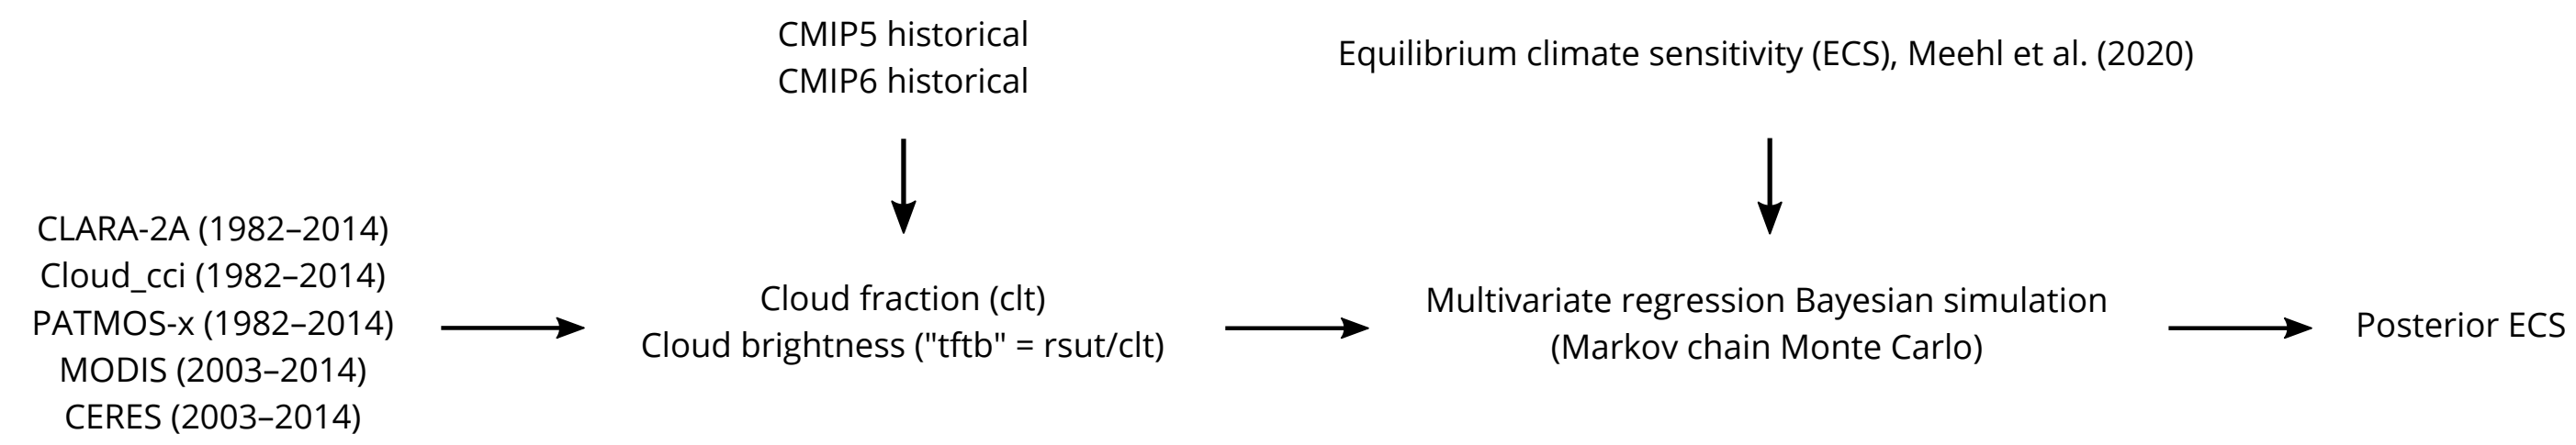 CMIP5 historical
CMIP6 historical
Equilibrium climate sensitivity (ECS), Meehl et al. (2020)
CLARA-2A (1982–2014)
Cloud_cci (1982–2014)
PATMOS-x (1982–2014)
MODIS (2003–2014)
CERES (2003–2014)
Cloud fraction (clt)
Cloud brightness ("tftb" = rsut/clt)
Multivariate regression Bayesian simulation
(Markov chain Monte Carlo)
Posterior ECS